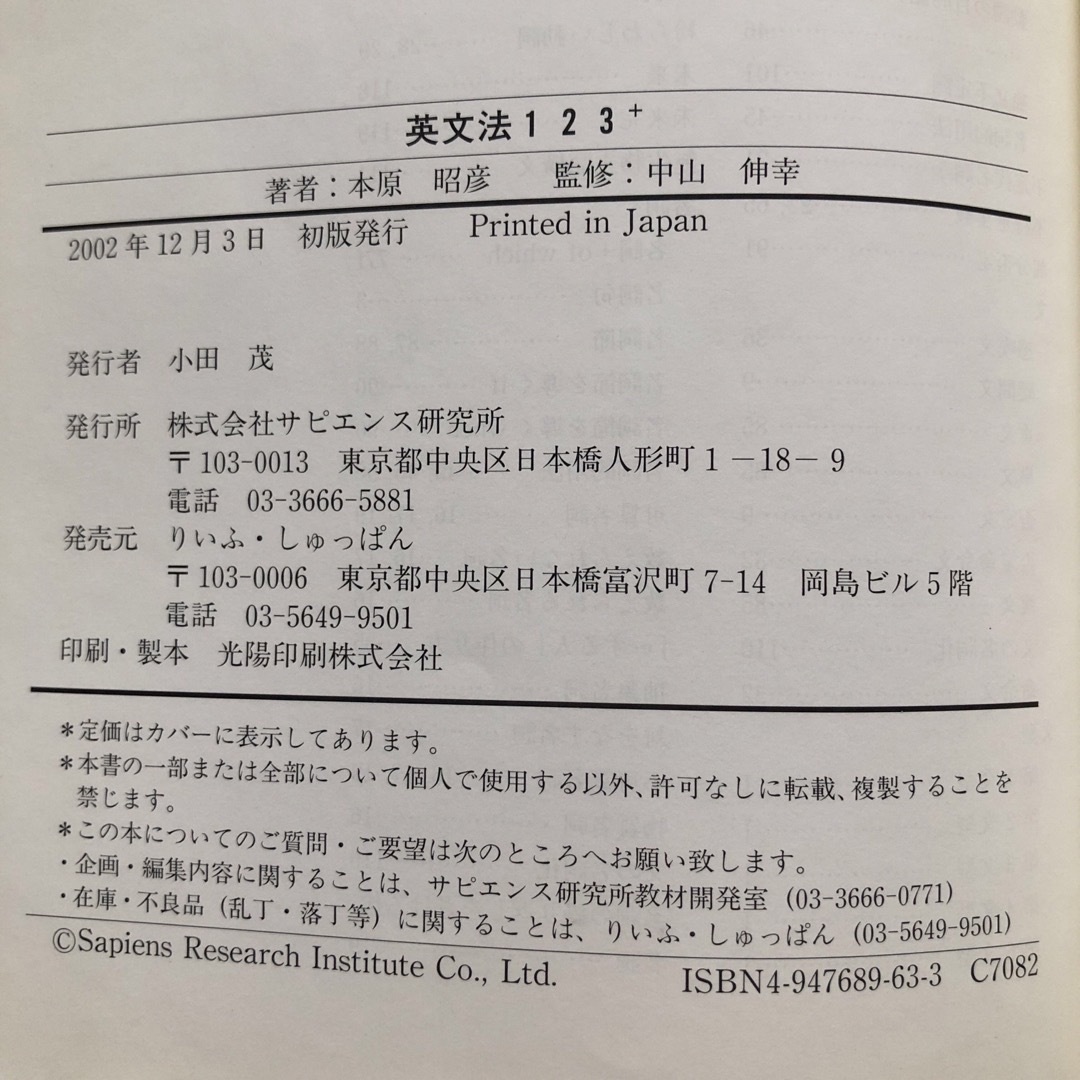 英文法1 2 3+
著者:本原 昭彦 監修:中山 伸幸
2002年12月3日 初版発行 Printed in Japan
発行者 小田 茂
発行所 株式会社サピエンス研究所
〒103-0013 東京都中央区日本橋人形町1-18-9
電話 03-3666-5881
発売元 りいふ・しゅっぱん
〒103-0006 東京都中央区日本橋富沢町7-14 岡島ビル5階
電話 03-5649-9501
印刷・製本 光陽印刷株式会社
*定価はカバーに表示してあります。
*本書の一部または全部について個人で使用する以外、許可なしに転載、複製することを
禁じます。
*この本についてのご質問・ご要望は次のところへお願い致します。
・企画・編集内容に関することは、サピエンス研究所教材開発室 (03-3666-0771)
・在庫・不良品(乱丁・落丁等)に関することは、りいふ・しゅっぱん (03-5649-9501)
©Sapiens Research Institute Co., Ltd. ISBN4-947689-63-3 C7082